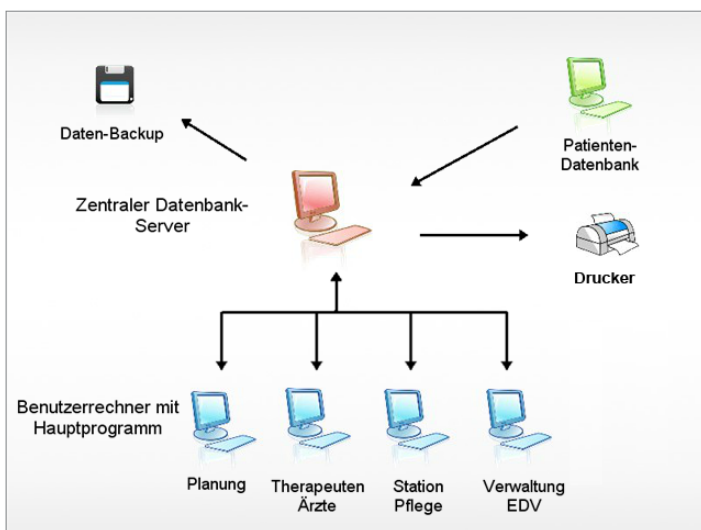 Daten-Backup
Patienten-
Datenbank
Zentraler Datenbank-
Server
Drucker
Benutzerrechner mit
Hauptprogramm
Planung
Therapeuten
Ärzte
Station
Pflege
Verwaltung
EDV